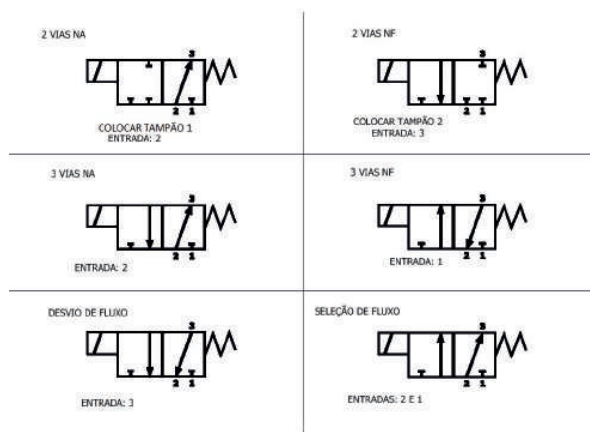 2 VIAS NA
3
2 1
COLOCAR TAMPÃO 1
ENTRADA: 2
2 VIAS NF
3
2 1
COLOCAR TAMPÃO 2
ENTRADA: 3
3 VIAS NA
3
2 1
ENTRADA: 2
3 VIAS NF
3
2 1
ENTRADA: 1
DESVIO DE FLUXO
3
2 1
ENTRADA: 3
SELEÇÃO DE FLUXO
3
2 1
ENTRADAS: 2 E 1